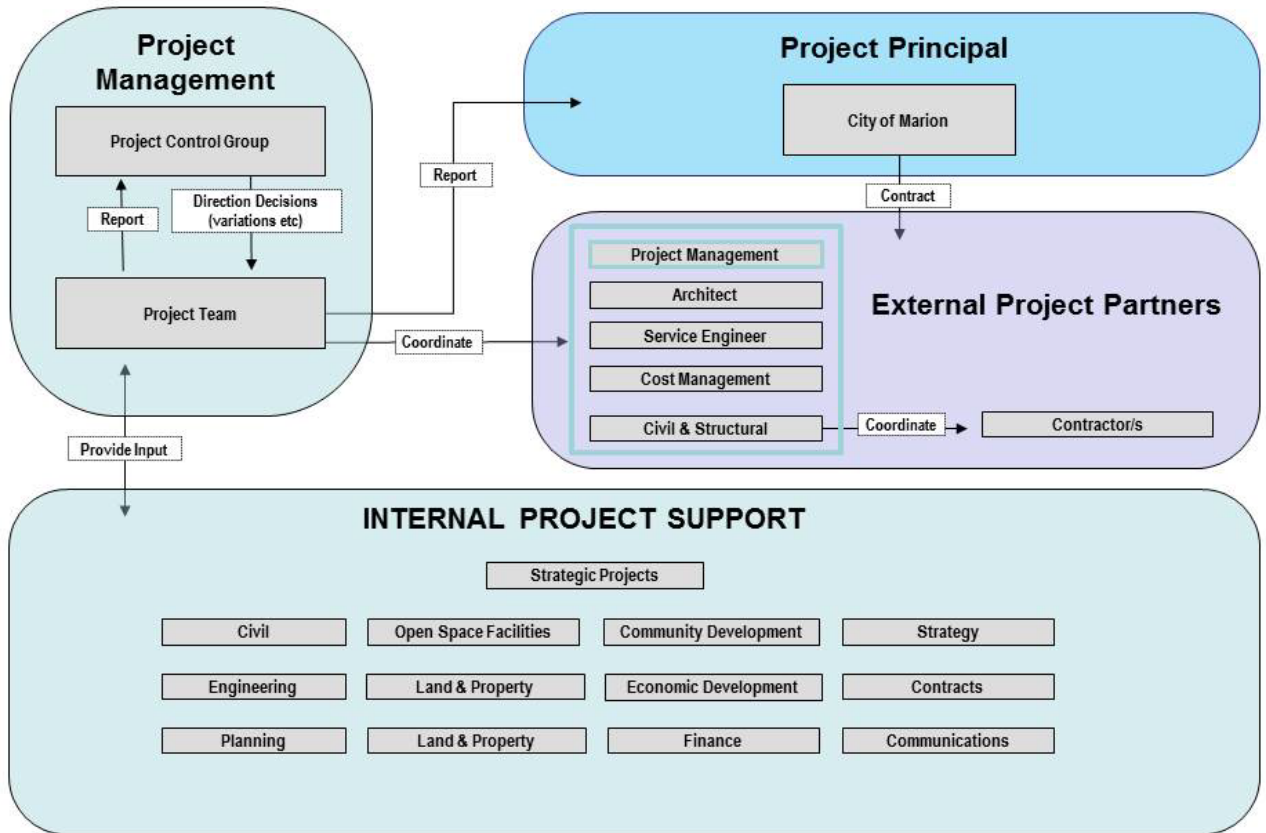 Project
Management
Project Control Group
Report
Direction Decisions
(variations etc)
Project Team
Report
Coordinate
Provide Input
Project Principal
City of Marion
Contract
External Project Partners
Project Management
Architect
Service Engineer
Cost Management
Civil & Structural
Coordinate
Contractor/s
INTERNAL PROJECT SUPPORT
Strategic Projects
Civil
Open Space Facilities
Community Development
Strategy
Engineering
Land & Property
Economic Development
Contracts
Planning
Land & Property
Finance
Communications